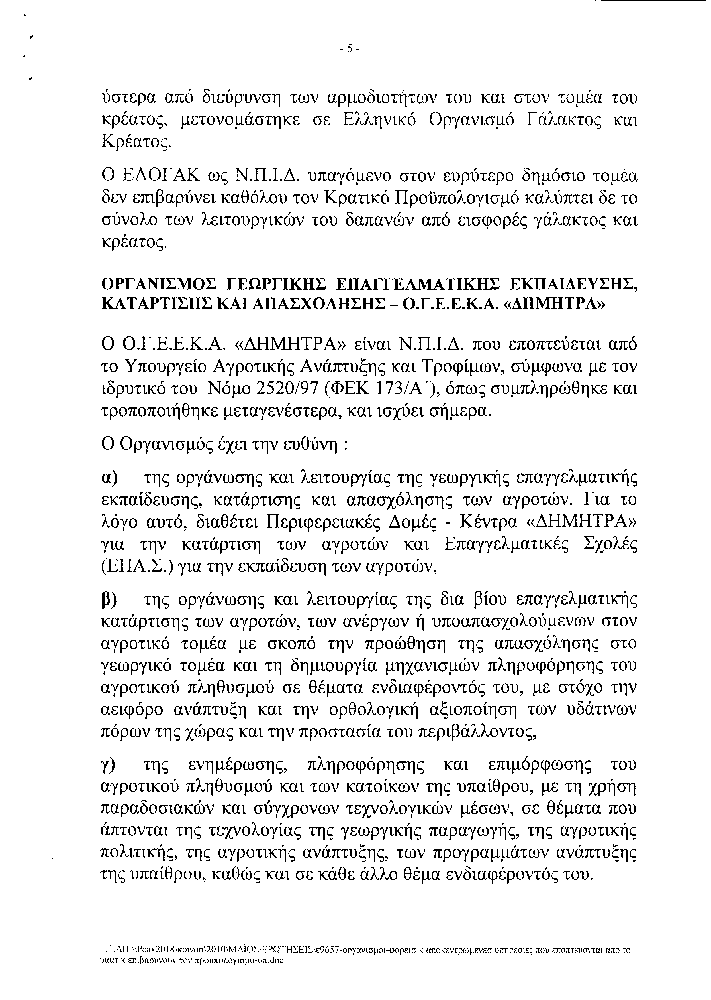 - 5 -
ύστερα από διεύρυνση των αρμοδιοτήτων του και στον τομέα του
κρέατος, μετονομάστηκε σε Ελληνικό Οργανισμό Γάλακτος και
Κρέατος.
Ο ΕΛΟΓΑΚ ως Ν.Π.Ι.Δ, υπαγόμενο στον ευρύτερο δημόσιο τομέα
δεν επιβαρύνει καθόλου τον Κρατικό Προϋπολογισμό καλύπτει δε το
σύνολο των λειτουργικών του δαπανών από εισφορές γάλακτος και
κρέατος.
ΟΡΓΑΝΙΣΜΟΣ ΓΕΩΡΓΙΚΗΣ ΕΠΑΓΓΕΛΜΑΤΙΚΗΣ ΕΚΠΑΙΔΕΥΣΗΣ,
ΚΑΤΑΡΤΙΣΗΣ ΚΑΙ ΑΠΑΣΧΟΛΗΣΗΣ – Ο.Γ.Ε.Ε.Κ.Α. «ΔΗΜΗΤΡΑ»
Ο Ο.Γ.Ε.Ε.Κ.Α. «ΔΗΜΗΤΡΑ» είναι Ν.Π.Ι.Δ. που εποπτεύεται από
το Υπουργείο Αγροτικής Ανάπτυξης και Τροφίμων, σύμφωνα με τον
ιδρυτικό του Νόμο 2520/97 (ΦΕΚ 173/Α΄), όπως συμπληρώθηκε και
τροποποιήθηκε μεταγενέστερα, και ισχύει σήμερα.
Ο Οργανισμός έχει την ευθύνη :
α) της οργάνωσης και λειτουργίας της γεωργικής επαγγελματικής
εκπαίδευσης, κατάρτισης και απασχόλησης των αγροτών. Για το
λόγο αυτό, διαθέτει Περιφερειακές Δομές - Κέντρα «ΔΗΜΗΤΡΑ»
για την κατάρτιση των αγροτών και Επαγγελματικές Σχολές
(ΕΠΑ.Σ.) για την εκπαίδευση των αγροτών,
β) της οργάνωσης και λειτουργίας της δια βίου επαγγελματικής
κατάρτισης των αγροτών, των ανέργων ή υποαπασχολούμενων στον
αγροτικό τομέα με σκοπό την προώθηση της απασχόλησης στο
γεωργικό τομέα και τη δημιουργία μηχανισμών πληροφόρησης του
αγροτικού πληθυσμού σε θέματα ενδιαφέροντός του, με στόχο την
αειφόρο ανάπτυξη και την ορθολογική αξιοποίηση των υδάτινων
πόρων της χώρας και την προστασία του περιβάλλοντος,
γ) της ενημέρωσης, πληροφόρησης και επιμόρφωσης του
αγροτικού πληθυσμού και των κατοίκων της υπαίθρου, με τη χρήση
παραδοσιακών και σύγχρονων τεχνολογικών μέσων, σε θέματα που
άπτονται της τεχνολογίας της γεωργικής παραγωγής, της αγροτικής
πολιτικής, της αγροτικής ανάπτυξης, των προγραμμάτων ανάπτυξης
της υπαίθρου, καθώς και σε κάθε άλλο θέμα ενδιαφέροντός του.
Γ.Γ.ΑΠ.\\Pcax2018\κοινοσ\2010\ΜΑΪΟΣ\ΕΡΩΤΗΣΕΙΣ\ε9657-οργανισμοι-φορεισ κ αποκεντρωμενεσ υπηρεσιες που εποπτευονται απο το
υαατ κ επιβαρυνουν τον προϋπολογισμο-υπ.doc